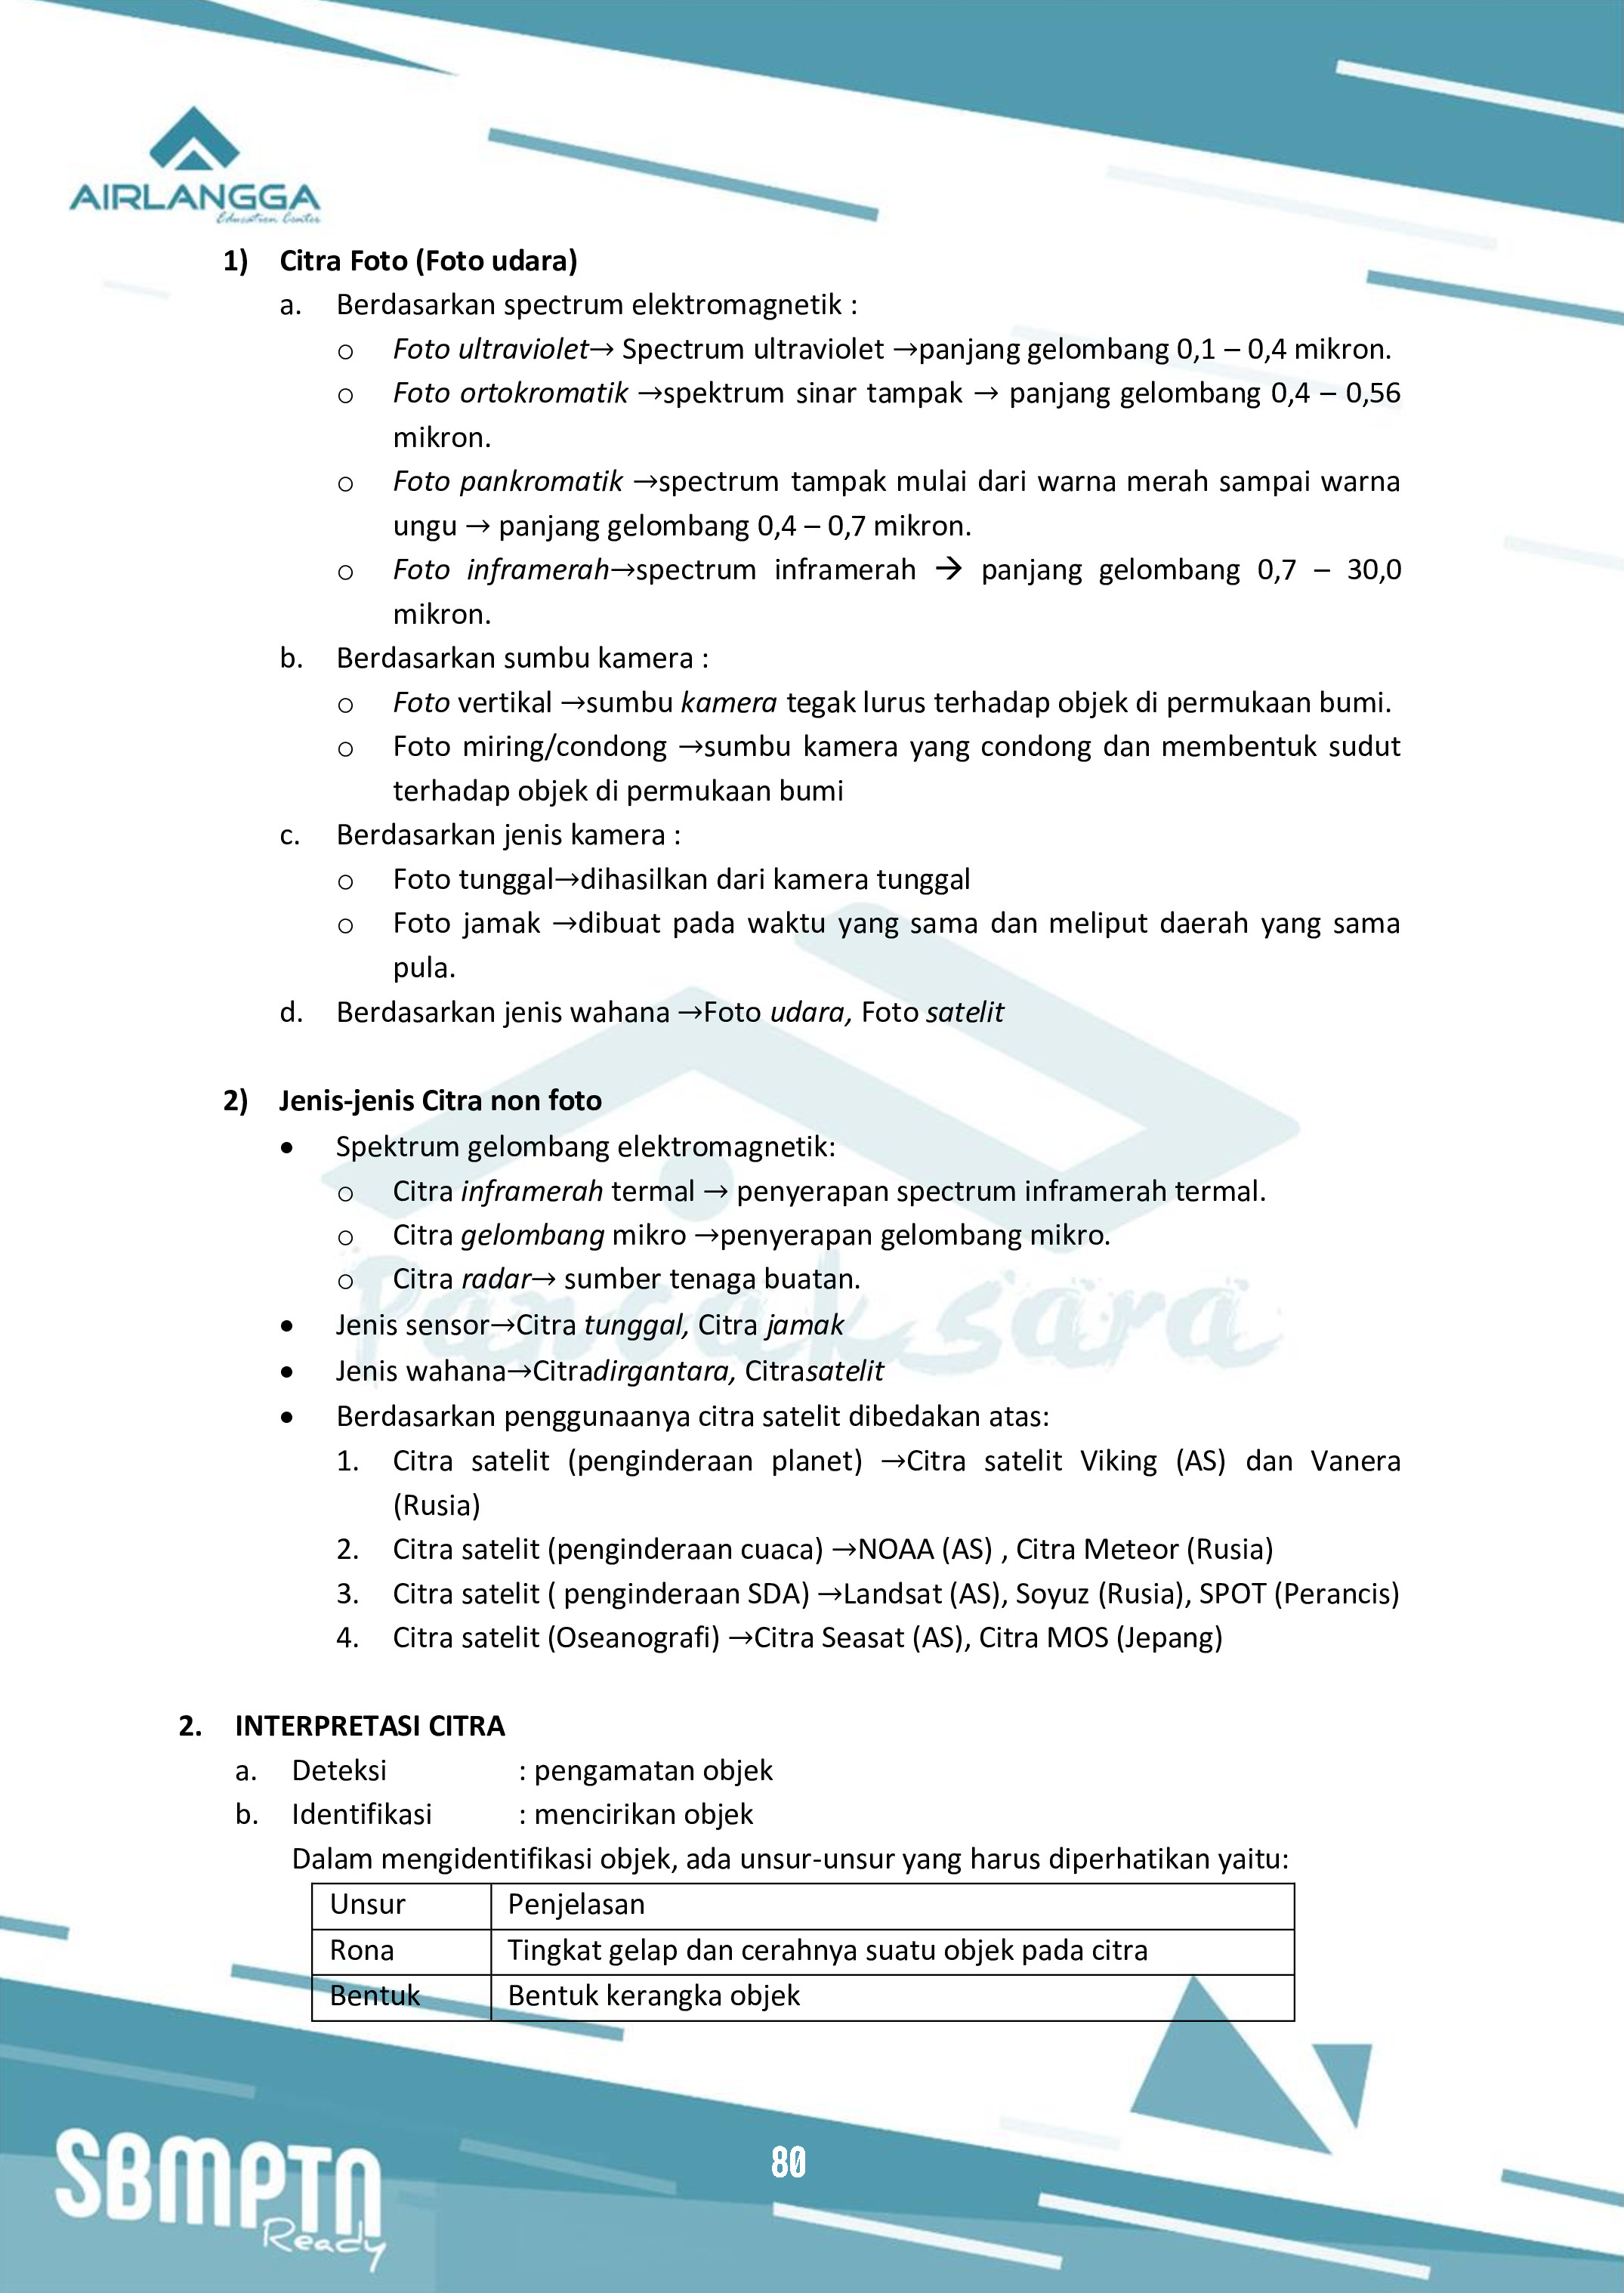 AIRLANGGA
Education Center
1) Citra Foto (Foto udara)
a. Berdasarkan spectrum elektromagnetik :
o Foto ultraviolet→ Spectrum ultraviolet →panjang gelombang 0,1 – 0,4 mikron.
o Foto ortokromatik →spektrum sinar tampak → panjang gelombang 0,4 – 0,56
mikron.
o Foto pankromatik →spectrum tampak mulai dari warna merah sampai warna
ungu → panjang gelombang 0,4 – 0,7 mikron.
o Foto inframerah→spectrum inframerah → panjang gelombang 0,7 – 30,0
mikron.
b. Berdasarkan sumbu kamera :
o Foto vertikal →sumbu kamera tegak lurus terhadap objek di permukaan bumi.
o Foto miring/condong →sumbu kamera yang condong dan membentuk sudut
terhadap objek di permukaan bumi
c. Berdasarkan jenis kamera :
o Foto tunggal→dihasilkan dari kamera tunggal
o Foto jamak →dibuat pada waktu yang sama dan meliput daerah yang sama
pula.
d. Berdasarkan jenis wahana →Foto udara, Foto satelit
2) Jenis-jenis Citra non foto
• Spektrum gelombang elektromagnetik:
o Citra inframerah termal → penyerapan spectrum inframerah termal.
o Citra gelombang mikro →penyerapan gelombang mikro.
o Citra radar→ sumber tenaga buatan.
Pancaksara
• Jenis sensor→Citra tunggal, Citra jamak
• Jenis wahana→Citradirgantara, Citrasatelit
• Berdasarkan penggunaanya citra satelit dibedakan atas:
1. Citra satelit (penginderaan planet) →Citra satelit Viking (AS) dan Vanera
(Rusia)
2. Citra satelit (penginderaan cuaca) →NOAA (AS) , Citra Meteor (Rusia)
3. Citra satelit ( penginderaan SDA) →Landsat (AS), Soyuz (Rusia), SPOT (Perancis)
4. Citra satelit (Oseanografi) →Citra Seasat (AS), Citra MOS (Jepang)
2. INTERPRETASI CITRA
a. Deteksi : pengamatan objek
b. Identifikasi : mencirikan objek
Dalam mengidentifikasi objek, ada unsur-unsur yang harus diperhatikan yaitu:
Unsur Penjelasan
Rona Tingkat gelap dan cerahnya suatu objek pada citra
Bentuk Bentuk kerangka objek
80
SBMPTN
Ready